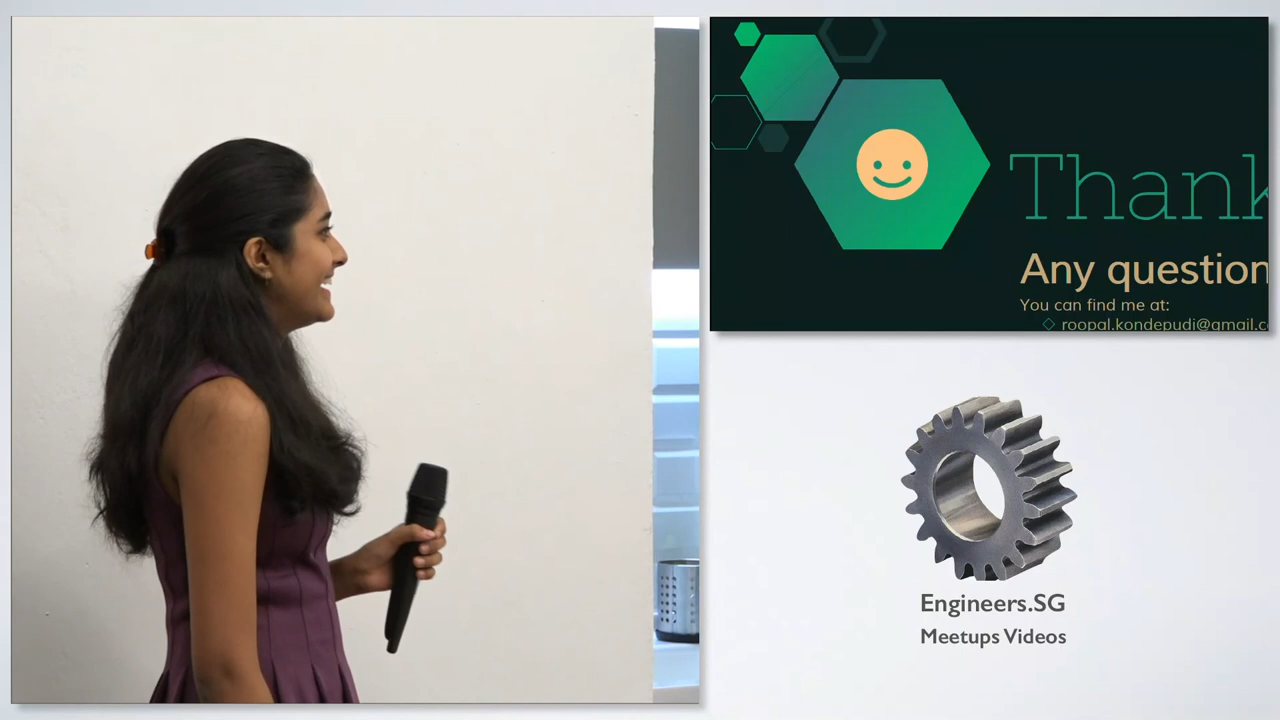 Thank
Any question
You can find me at:
roopal.kondepudi@gmail.c
Engineers.SG
Meetups Videos